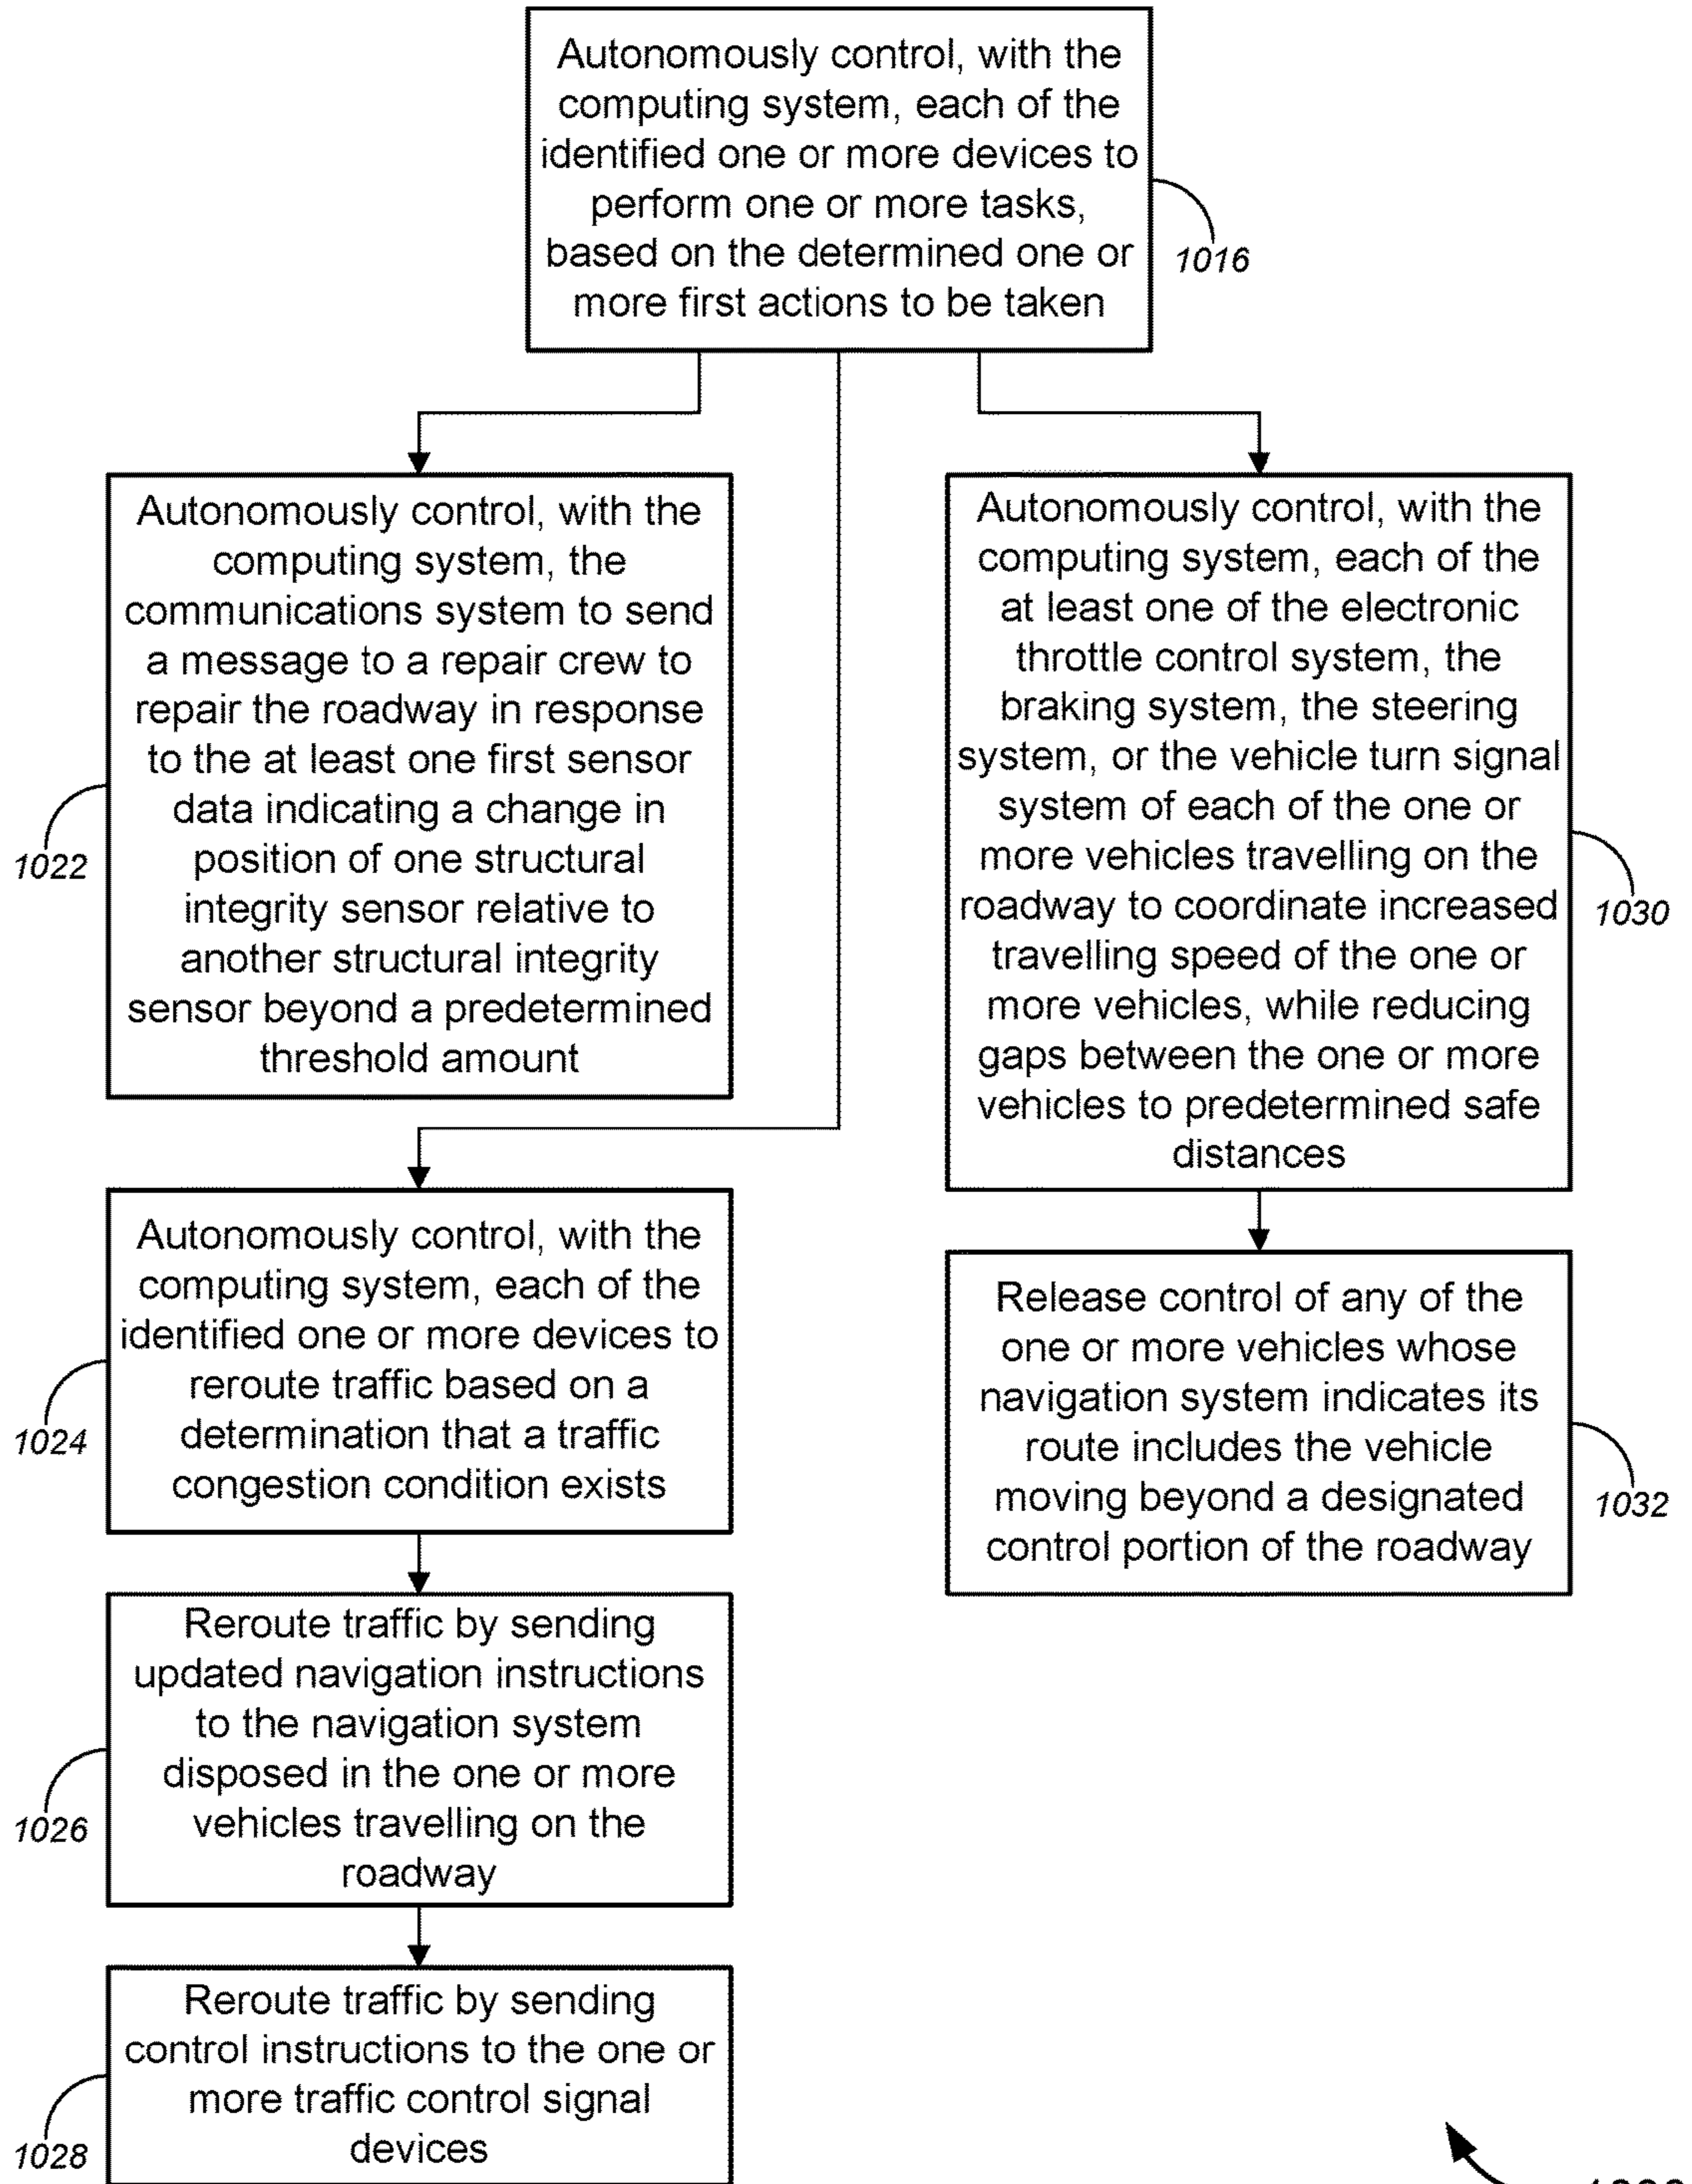 Autonomously control, with the
computing system, each of the
identified one or more devices to
perform one or more tasks,
based on the determined one or
more first actions to be taken
1016
Autonomously control, with the
computing system, the
communications system to send
a message to a repair crew to
repair the roadway in response
to the at least one first sensor
data indicating a change in
position of one structural
integrity sensor relative to
another structural integrity
sensor beyond a predetermined
threshold amount
1022
Autonomously control, with the
computing system, each of the
at least one of the electronic
throttle control system, the
braking system, the steering
system, or the vehicle turn signal
system of each of the one or
more vehicles travelling on the
roadway to coordinate increased
travelling speed of the one or
more vehicles, while reducing
gaps between the one or more
vehicles to predetermined safe
distances
1030
Autonomously control, with the
computing system, each of the
identified one or more devices to
reroute traffic based on a
determination that a traffic
congestion condition exists
1024
Release control of any of the
one or more vehicles whose
navigation system indicates its
route includes the vehicle
moving beyond a designated
control portion of the roadway
1032
Reroute traffic by sending
updated navigation instructions
to the navigation system
disposed in the one or more
vehicles travelling on the
roadway
1026
Reroute traffic by sending
control instructions to the one or
more traffic control signal
devices
1028